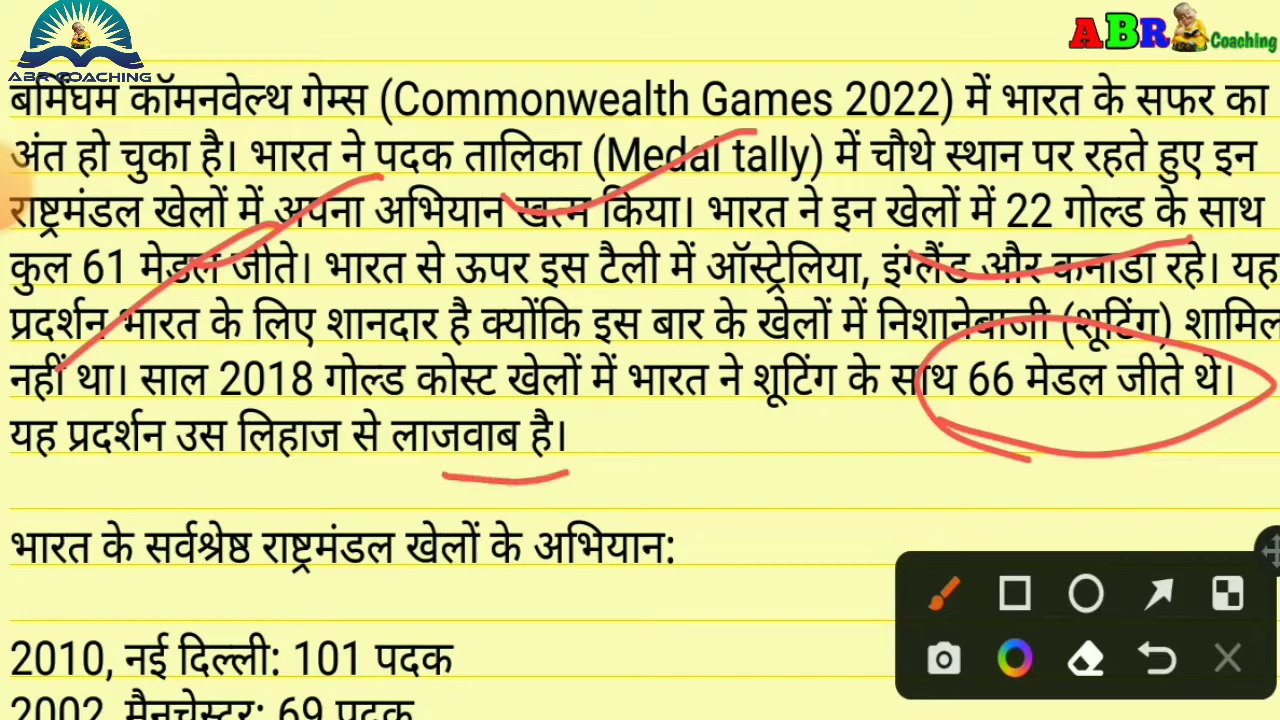 ABR COACHING
ABR Coaching
बर्मिंघम कॉमनवेल्थ गेम्स (Commonwealth Games 2022) में भारत के सफर का
अंत हो चुका है। भारत ने पदक तालिका (Medal tally) में चौथे स्थान पर रहते हुए इन
राष्ट्रमंडल खेलों में अपना अभियान खत्म किया। भारत ने इन खेलों में 22 गोल्ड के साथ
कुल 61 मेडल जीते। भारत से ऊपर इस टैली में ऑस्ट्रेलिया, इंग्लैंड और कनाडा रहे। यह
प्रदर्शन भारत के लिए शानदार है क्योंकि इस बार के खेलों में निशानेबाजी (शूटिंग) शामिल
नहीं था। साल 2018 गोल्ड कोस्ट खेलों में भारत ने शूटिंग के साथ 66 मेडल जीते थे।
यह प्रदर्शन उस लिहाज से लाजवाब है।
भारत के सर्वश्रेष्ठ राष्ट्रमंडल खेलों के अभियान:
2010, नई दिल्ली: 101 पदक
2002, मैनचेस्टर: 69 पदक